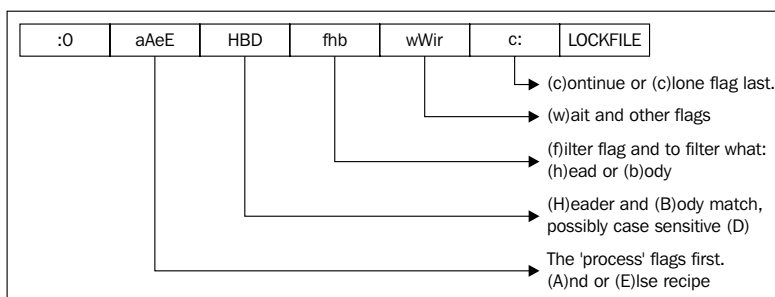 :0 aAeE HBD fhb wWir c: LOCKFILE
(c)ontinue or (c)lone flag last.
(w)ait and other flags
(f)ilter flag and to filter what:
(h)ead or (b)ody
(H)eader and (B)ody match,
possibly case sensitive (D)
The 'process' flags first.
(A)nd or (E)lse recipe